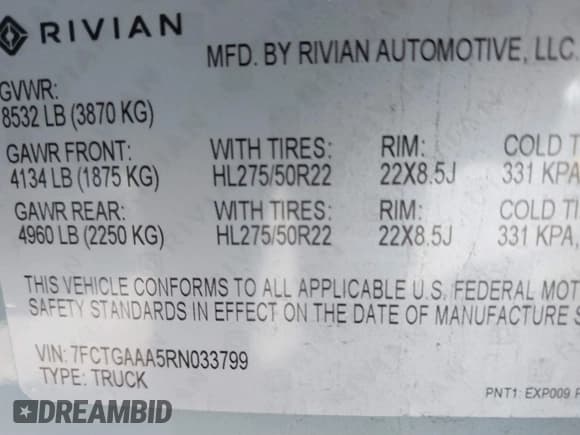 RIVIAN
MFD. BY RIVIAN AUTOMOTIVE, LLC.
GVWR:
8532 LB (3870 KG)
GAWR FRONT: WITH TIRES: RIM: COLD
4134 LB (1875 KG) HL275/50R22 22X8.5J 331 KPA
GAWR REAR: WITH TIRES: RIM: COLD
4960 LB (2250 KG) HL275/50R22 22X8.5J 331 KPA,
THIS VEHICLE CONFORMS TO ALL APPLICABLE U.S. FEDERAL MOT
SAFETY STANDARDS IN EFFECT ON THE DATE OF MANUFACTURE S
VIN: 7FCTGAAA5RN033799
TYPE: TRUCK
PNT1: EXP009
DREAMBID